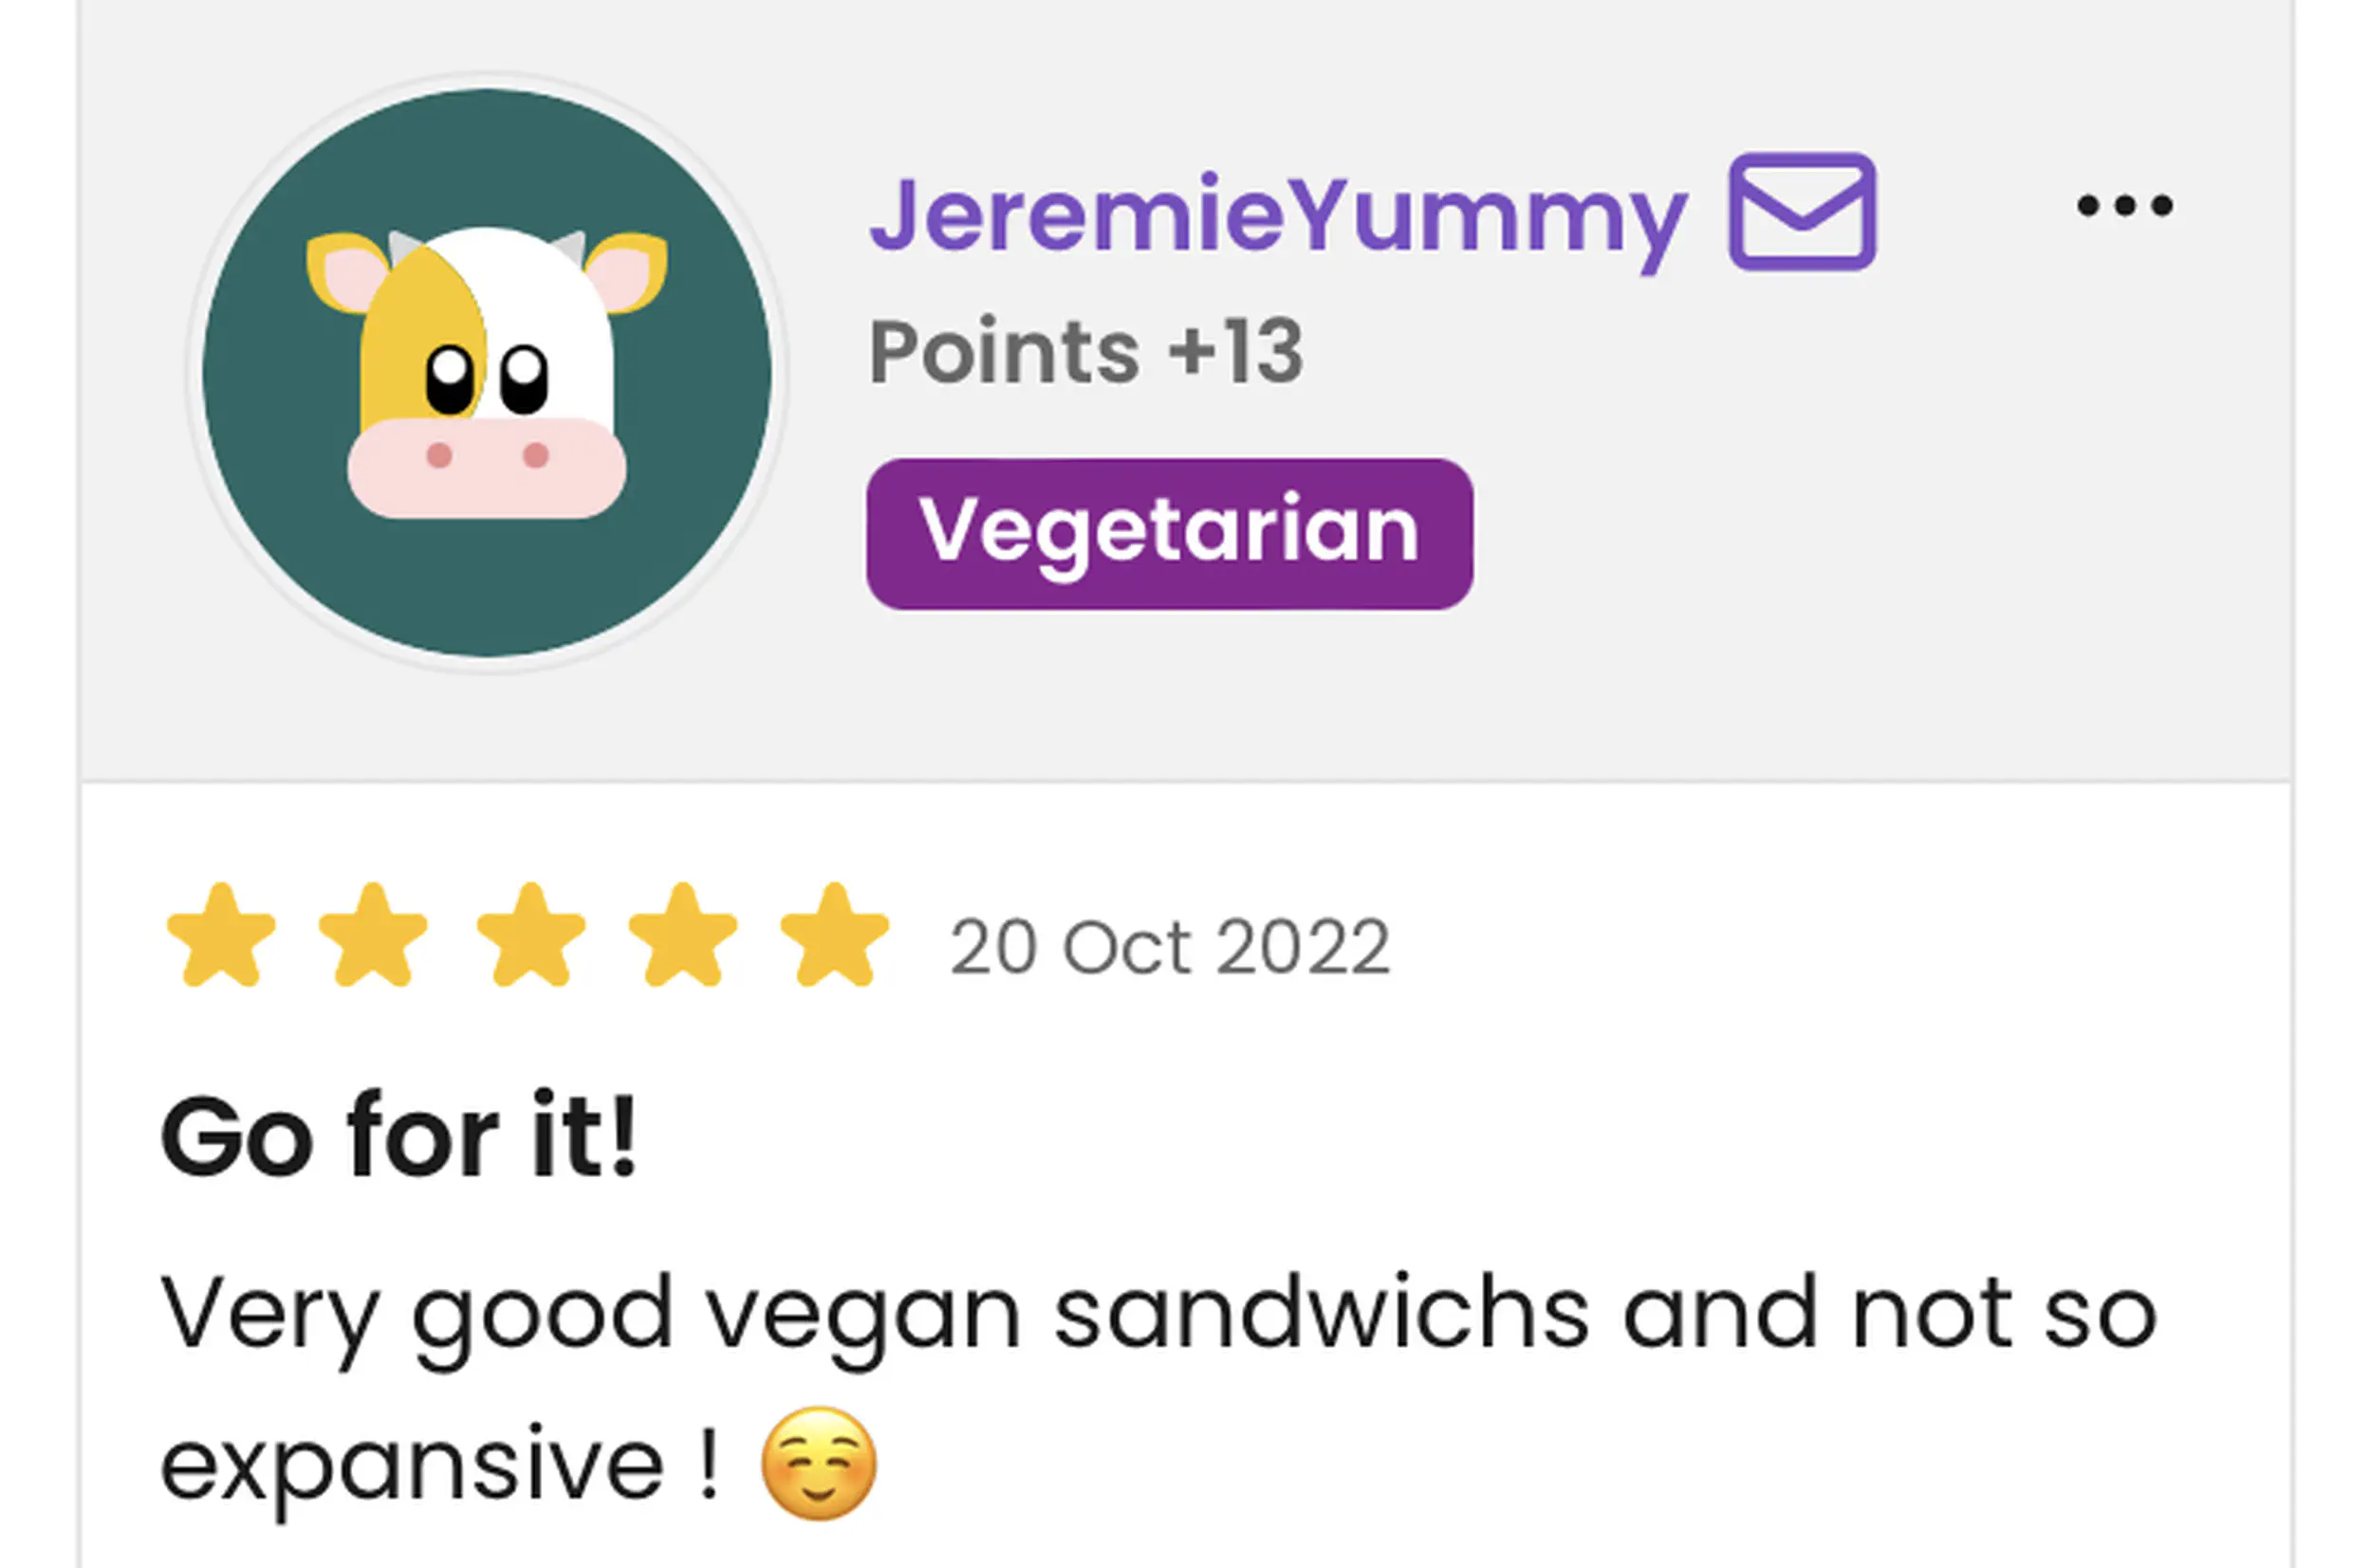 JeremieYummy
Points +13
Vegetarian
20 Oct 2022
Go for it!
Very good vegan sandwichs and not so
expansive ! ☺️